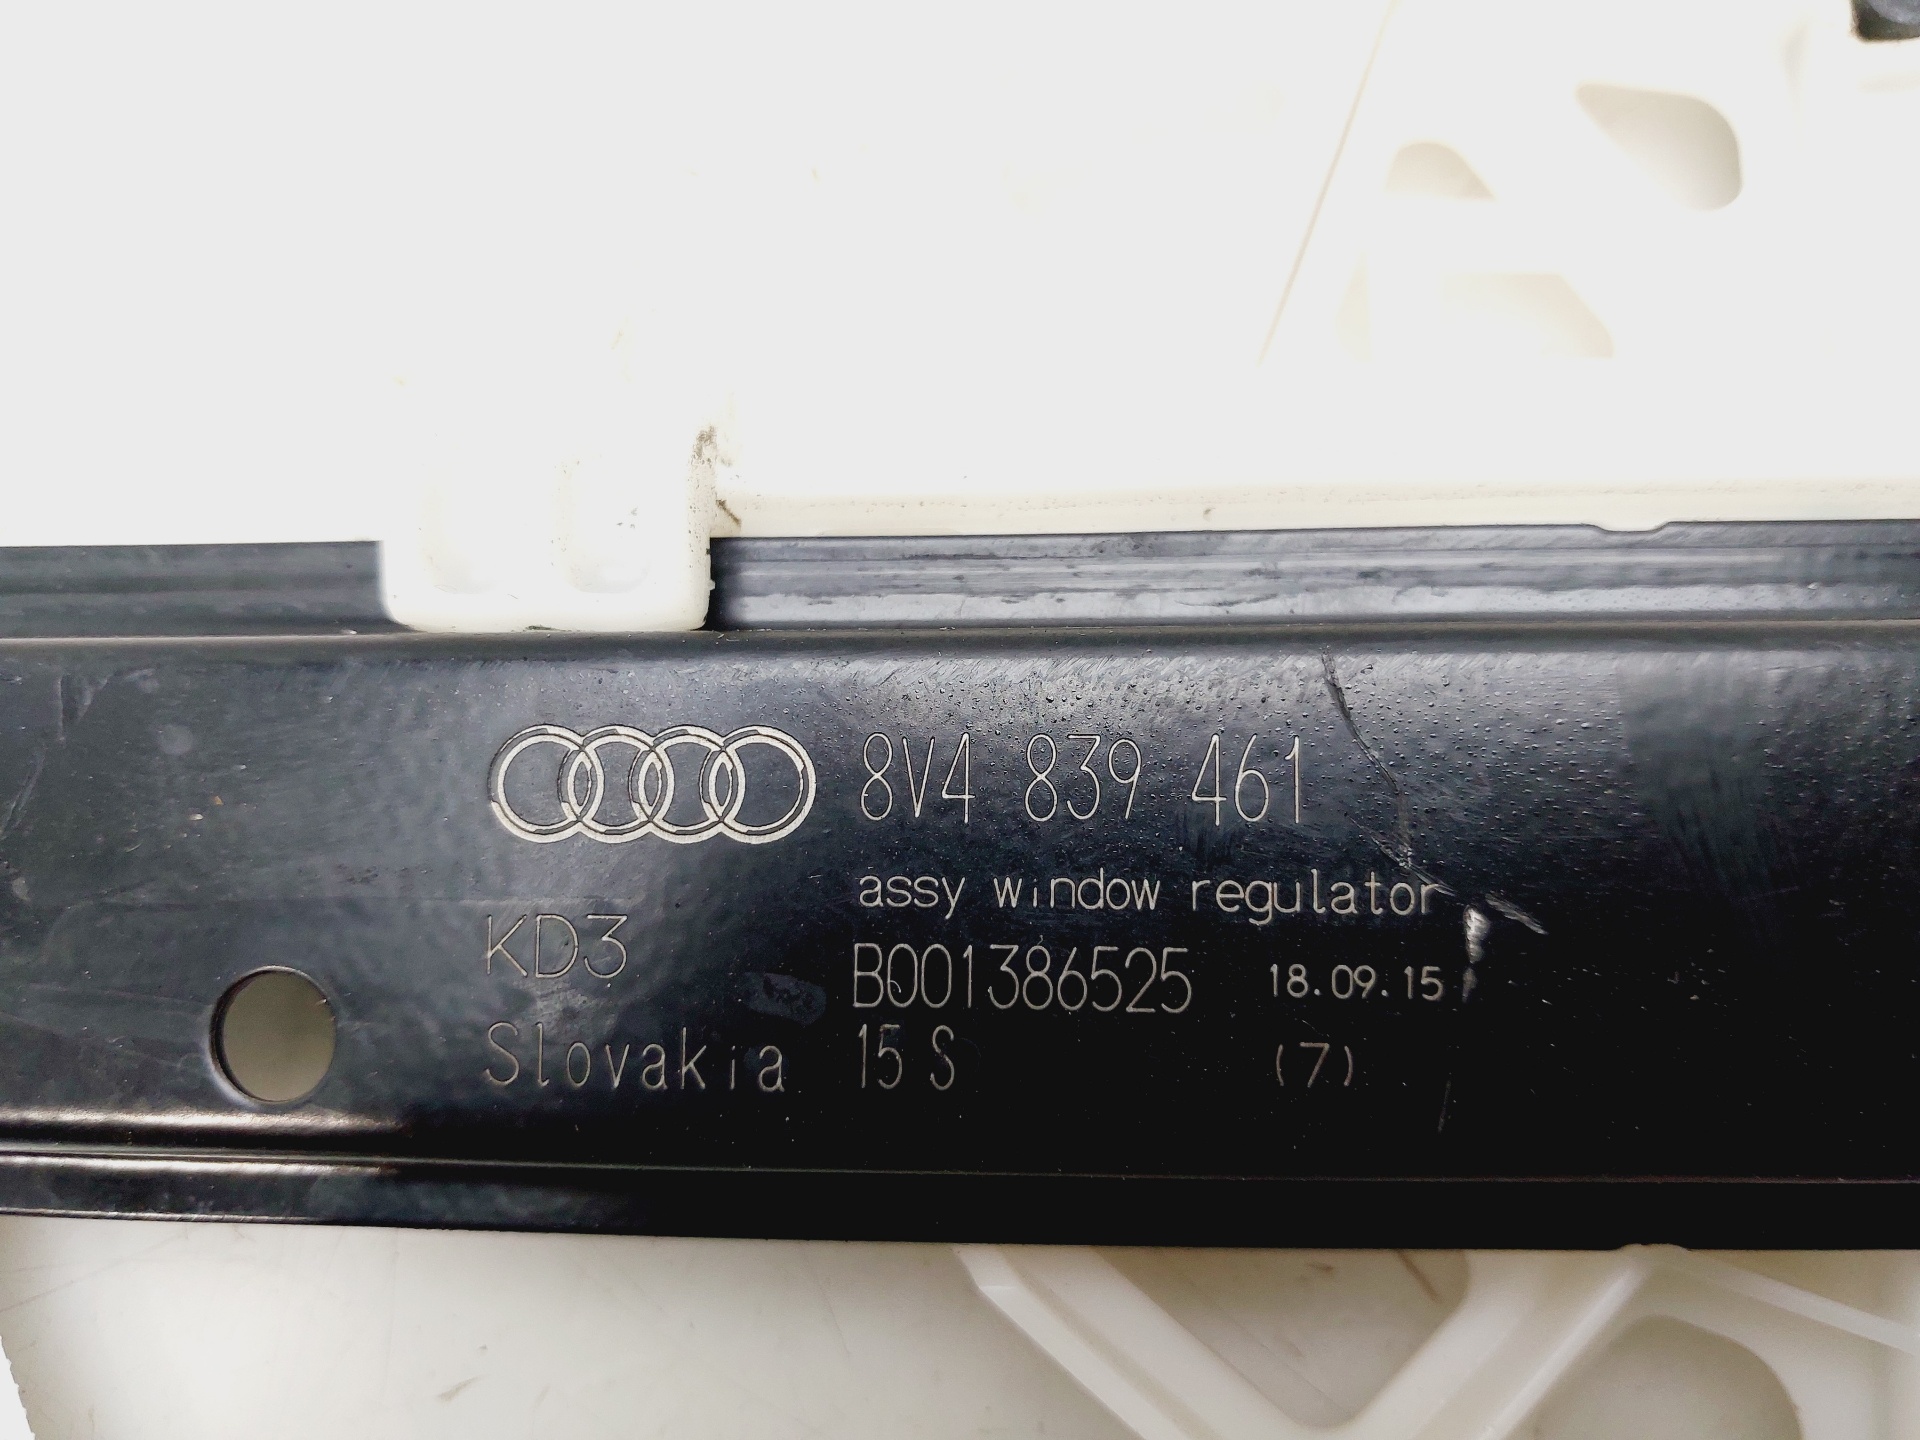 8V4 839 461
assy window regulator
KD3 B001386525 18.09.15
Slovakia 15 S (7)